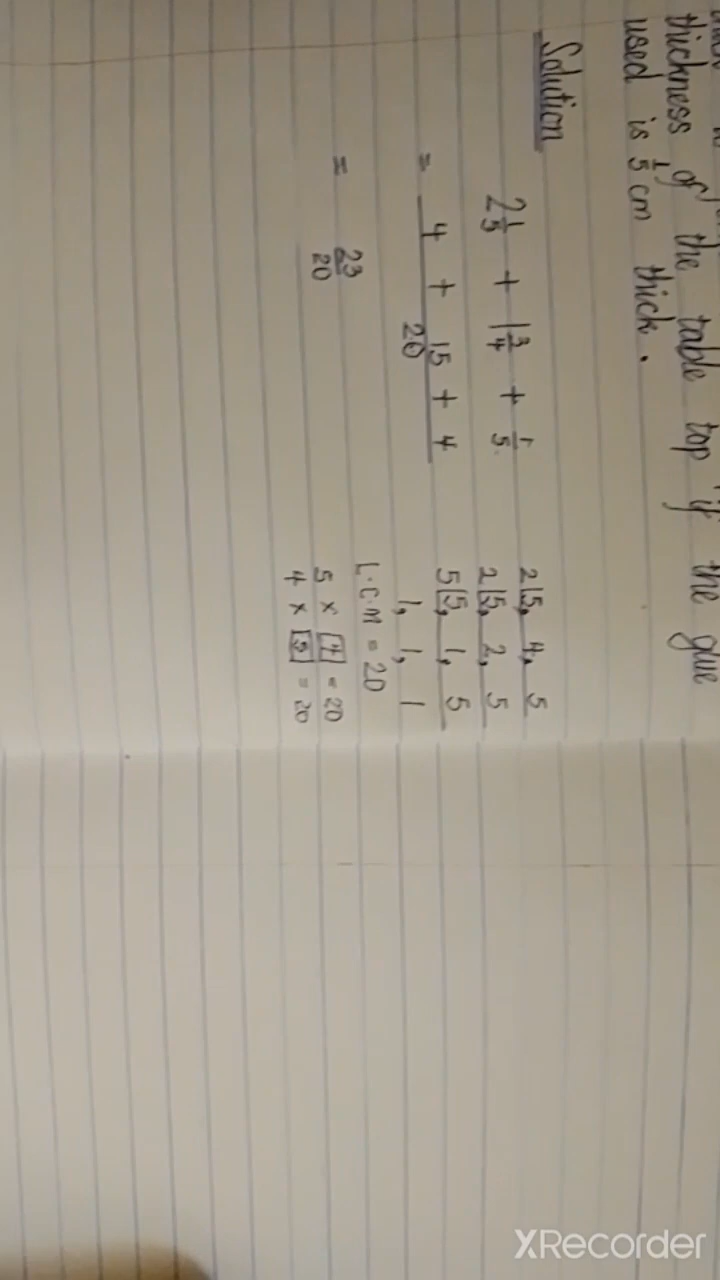 thickness of the table top if the glue
used is 1/5 cm thick.
Solution
2 1/5 + 1 3/4 + 1/5
= 4 + 15 + 4
20
= 23
20
2 5, 4, 5
2 5, 2, 5
5 5, 1, 5
1, 1, 1
L.C.M = 20
5 × 4 = 20
4 × 5 = 20
XRecorder